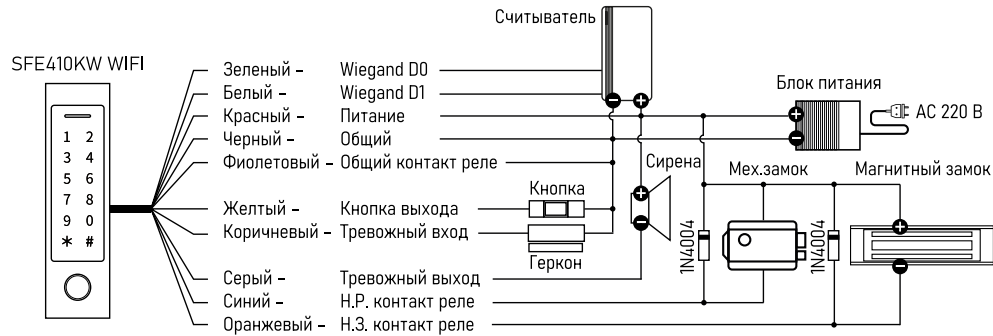 Считыватель
SFE410KW WIFI
Блок питания
Зеленый – Wiegand D0
Белый – Wiegand D1
Красный – Питание
Черный – Общий
Фиолетовый – Общий контакт реле
AC 220 В
1 2
3 4
5 6
7 8
9 0
* #
Сирена
Мех.замок
Магнитный замок
Кнопка
Желтый – Кнопка выхода
Коричневый – Тревожный вход
Геркон
1N4004
1N4004
Серый – Тревожный выход
Синий – Н.Р. контакт реле
Оранжевый – Н.З. контакт реле